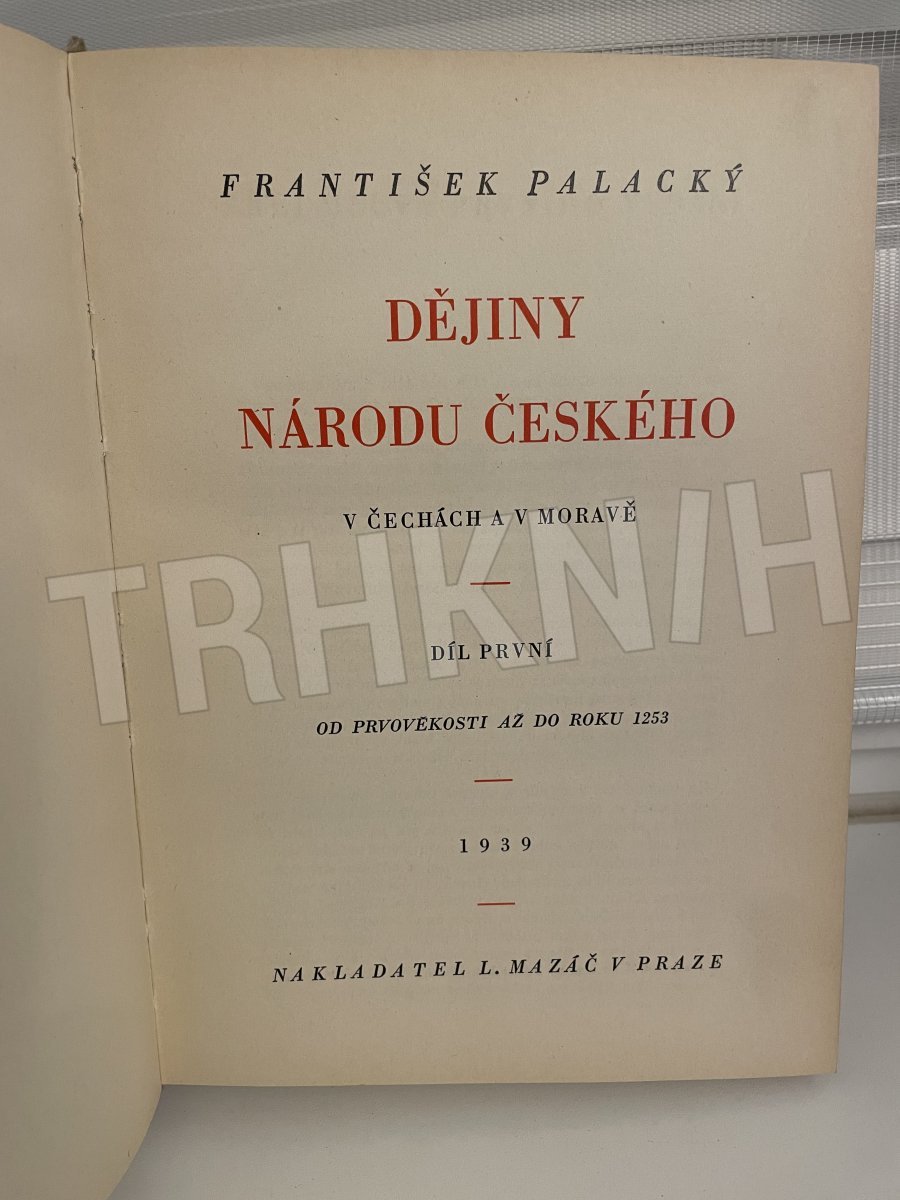 FRANTIŠEK PALACKÝ
DĚJINY
NÁRODU ČESKÉHO
V ČECHÁCH A V MORAVĚ
DÍL PRVNÍ
OD PRVOVĚKOSTI AŽ DO ROKU 1253
1939
NAKLADATEL L. MAZÁČ V PRAZE
TRHKNIH